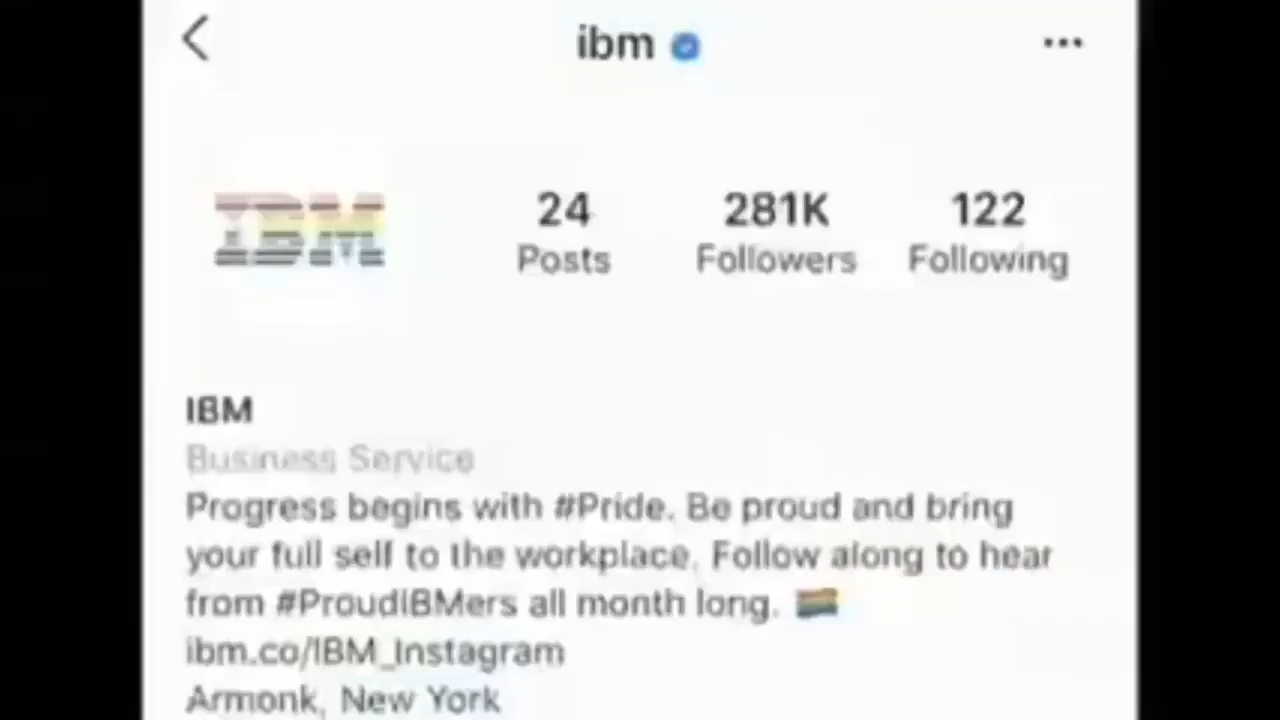 ibm
IBM
24 281K 122
Posts Followers Following
IBM
Business Service
Progress begins with #Pride. Be proud and bring
your full self to the workplace. Follow along to hear
from #ProudIBMers all month long. 🏳️‍🌈
ibm.co/IBM_Instagram
Armonk, New York